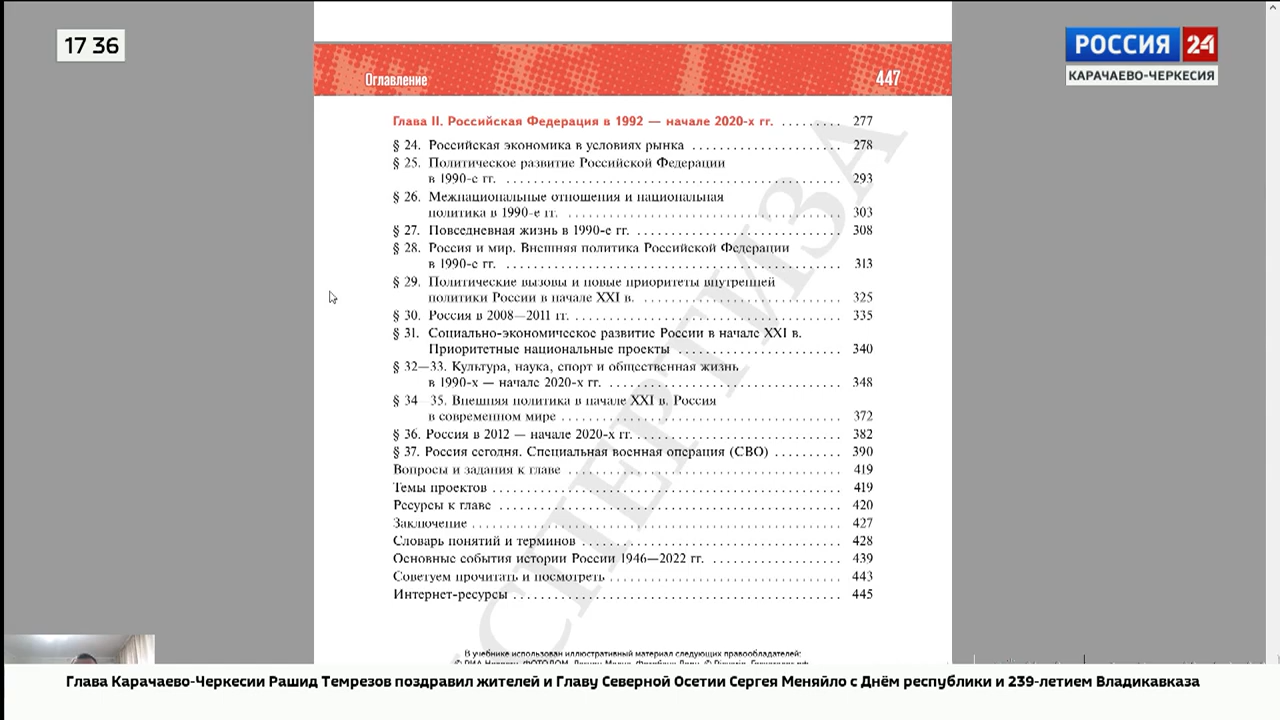 17 36
РОССИЯ 24
КАРАЧАЕВО-ЧЕРКЕСИЯ
Оглавление 447
Глава II. Российская Федерация в 1992 — начале 2020-х гг. ......... 277
§ 24. Российская экономика в условиях рынка ...................... 278
§ 25. Политическое развитие Российской Федерации
в 1990-е гг. ................................................. 293
§ 26. Межнациональные отношения и национальная
политика в 1990-е гг. ........................................ 303
§ 27. Повседневная жизнь в 1990-е гг. ............................... 308
§ 28. Россия и мир. Внешняя политика Российской Федерации
в 1990-е гг. ................................................. 313
§ 29. Политические вызовы и новые приоритеты внутренней
политики России в начале XXI в. ............................. 325
§ 30. Россия в 2008—2011 гг. ........................................ 335
§ 31. Социально-экономическое развитие России в начале XXI в.
Приоритетные национальные проекты ........................ 340
§ 32—33. Культура, наука, спорт и общественная жизнь
в 1990-х — начале 2020-х гг. .................................. 348
§ 34—35. Внешняя политика в начале XXI в. Россия
в современном мире ......................................... 372
§ 36. Россия в 2012 — начале 2020-х гг. .............................. 382
§ 37. Россия сегодня. Специальная военная операция (СВО) .......... 390
Вопросы и задания к главе ......................................... 419
Темы проектов ..................................................... 419
Ресурсы к главе ................................................... 420
Заключение ........................................................ 427
Словарь понятий и терминов ........................................ 428
Основные события истории России 1946—2022 гг. .................... 439
Советуем прочитать и посмотреть ................................... 443
Интернет-ресурсы .................................................. 445
В учебнике использован иллюстративный материал следующих правообладателей:
Глава Карачаево-Черкесии Рашид Темрезов поздравил жителей и Главу Северной Осетии Сергея Меняйло с Днём республики и 239-летием Владикавказа